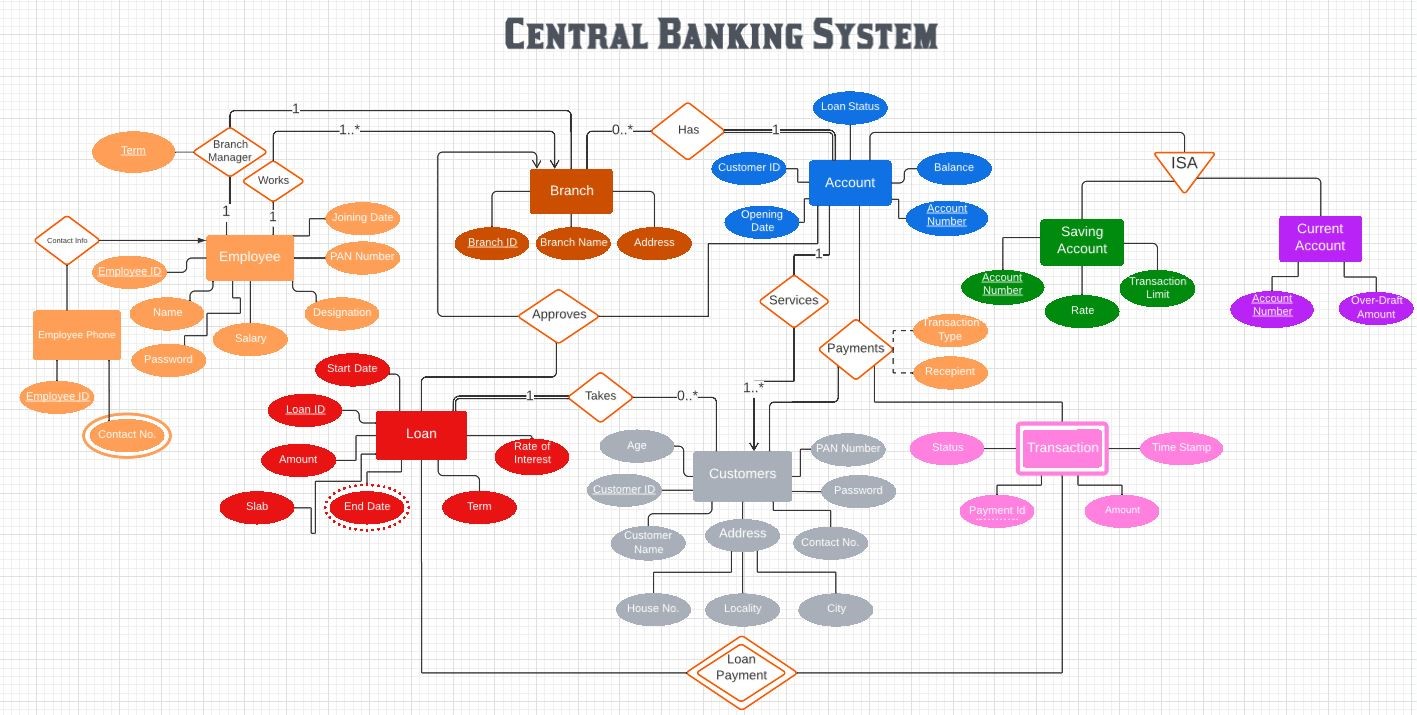 CENTRAL BANKING SYSTEM
Loan Status
1
1..*
0..*
Has
1
Term
Branch
Manager
Works
Customer ID
Account
Balance
ISA
Branch
1
1
Joining Date
Opening
Date
Account
Number
Contact Info
Employee
PAN Number
Branch ID
Branch Name
Address
Saving
Account
Current
Account
1
Employee ID
Account
Number
Transaction
Limit
Name
Designation
Approves
Services
Rate
Account
Number
Over-Draft
Amount
Employee Phone
Salary
Password
Payments
Transaction
Type
Recepient
Start Date
Employee ID
1
Takes
0..*
1..*
Loan ID
Contact No.
Loan
Age
PAN Number
Status
Transaction
Time Stamp
Amount
Rate of
Interest
Customers
Customer ID
Password
Slab
End Date
Term
Payment Id
Amount
Customer
Name
Address
Contact No.
House No.
Locality
City
Loan
Payment